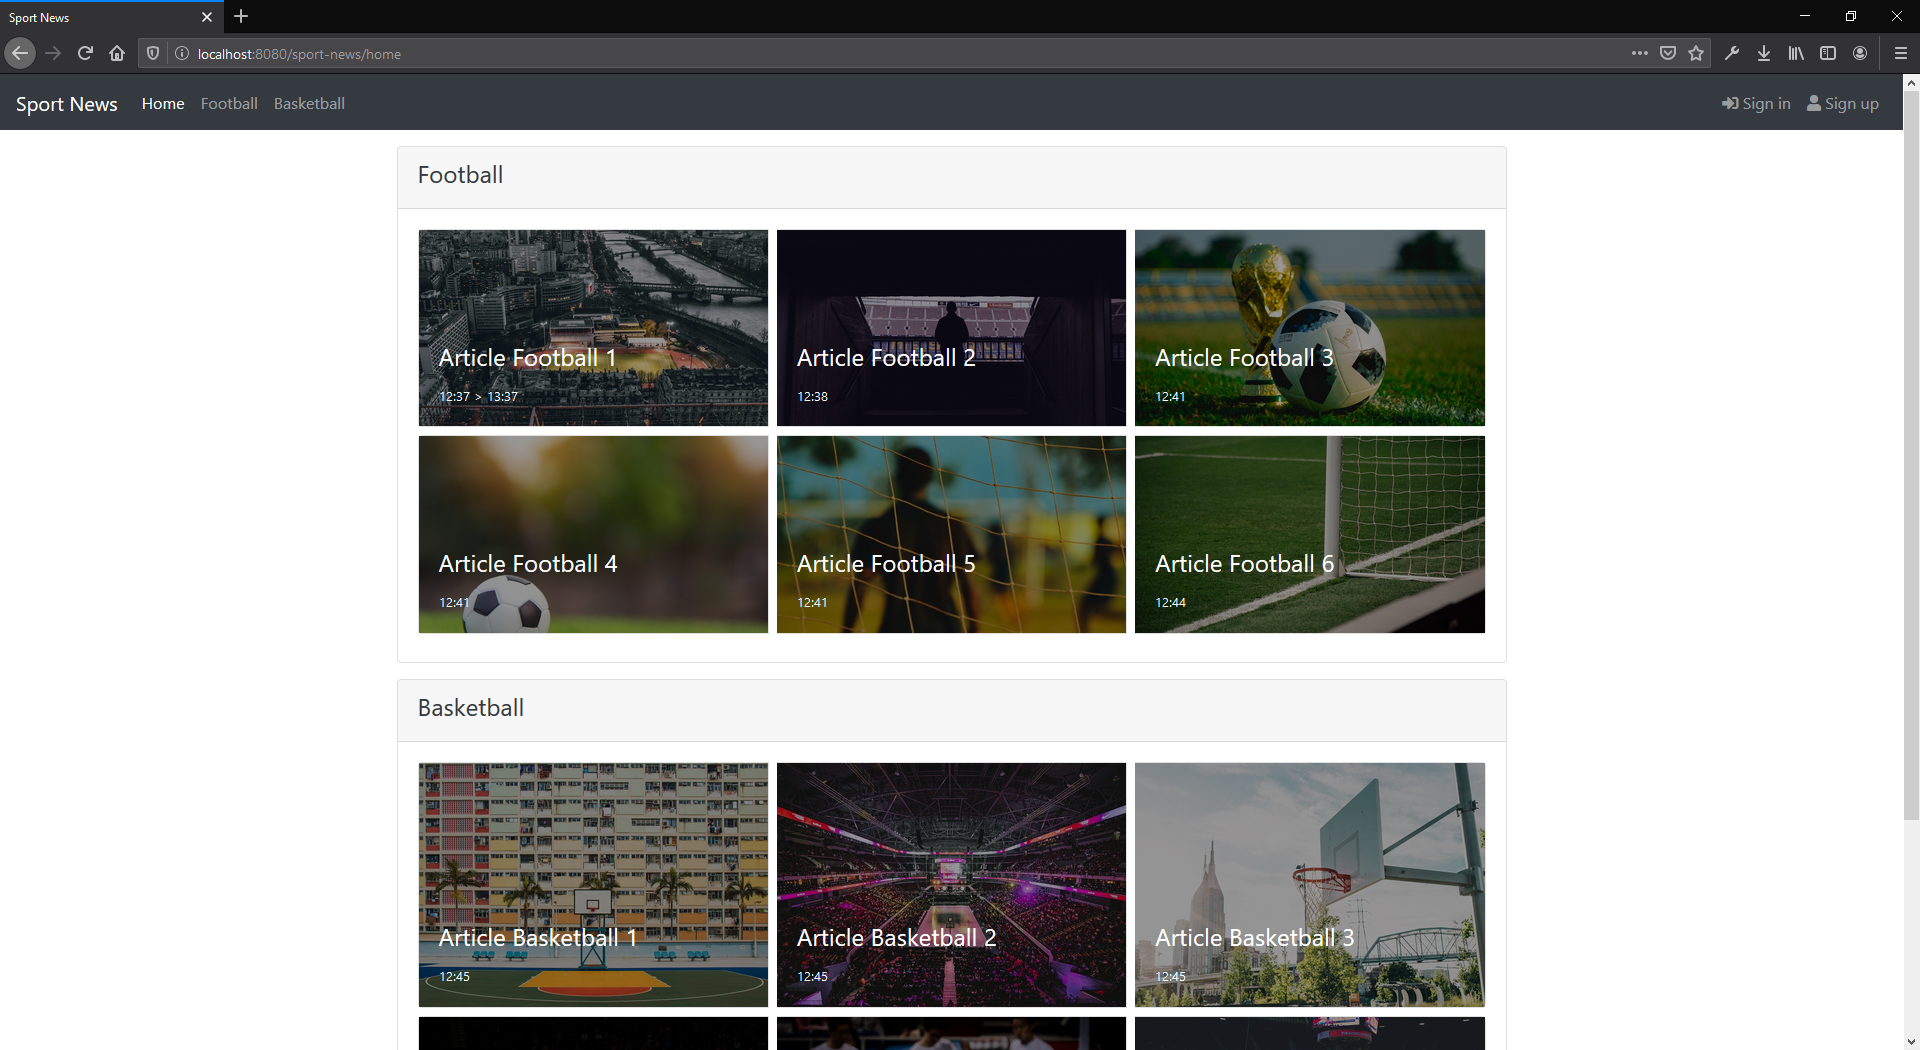 Sport News
localhost:8080/sport-news/home
Sport News Home Football Basketball Sign in Sign up
Football
Article Football 1
12:37 > 13:37
Article Football 2
12:38
Article Football 3
12:41
Article Football 4
12:41
Article Football 5
12:41
Article Football 6
12:44
Basketball
Article Basketball 1
12:45
Article Basketball 2
12:45
Article Basketball 3
12:45